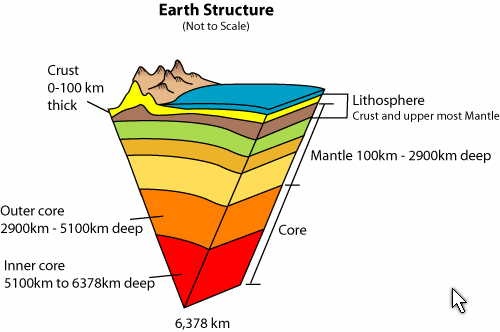 Earth Structure
(Not to Scale)
Crust
0-100 km
thick
Lithosphere
Crust and upper most Mantle
Mantle 100km - 2900km deep
Outer core
2900km - 5100km deep
Core
Inner core
5100km to 6378km deep
6,378 km